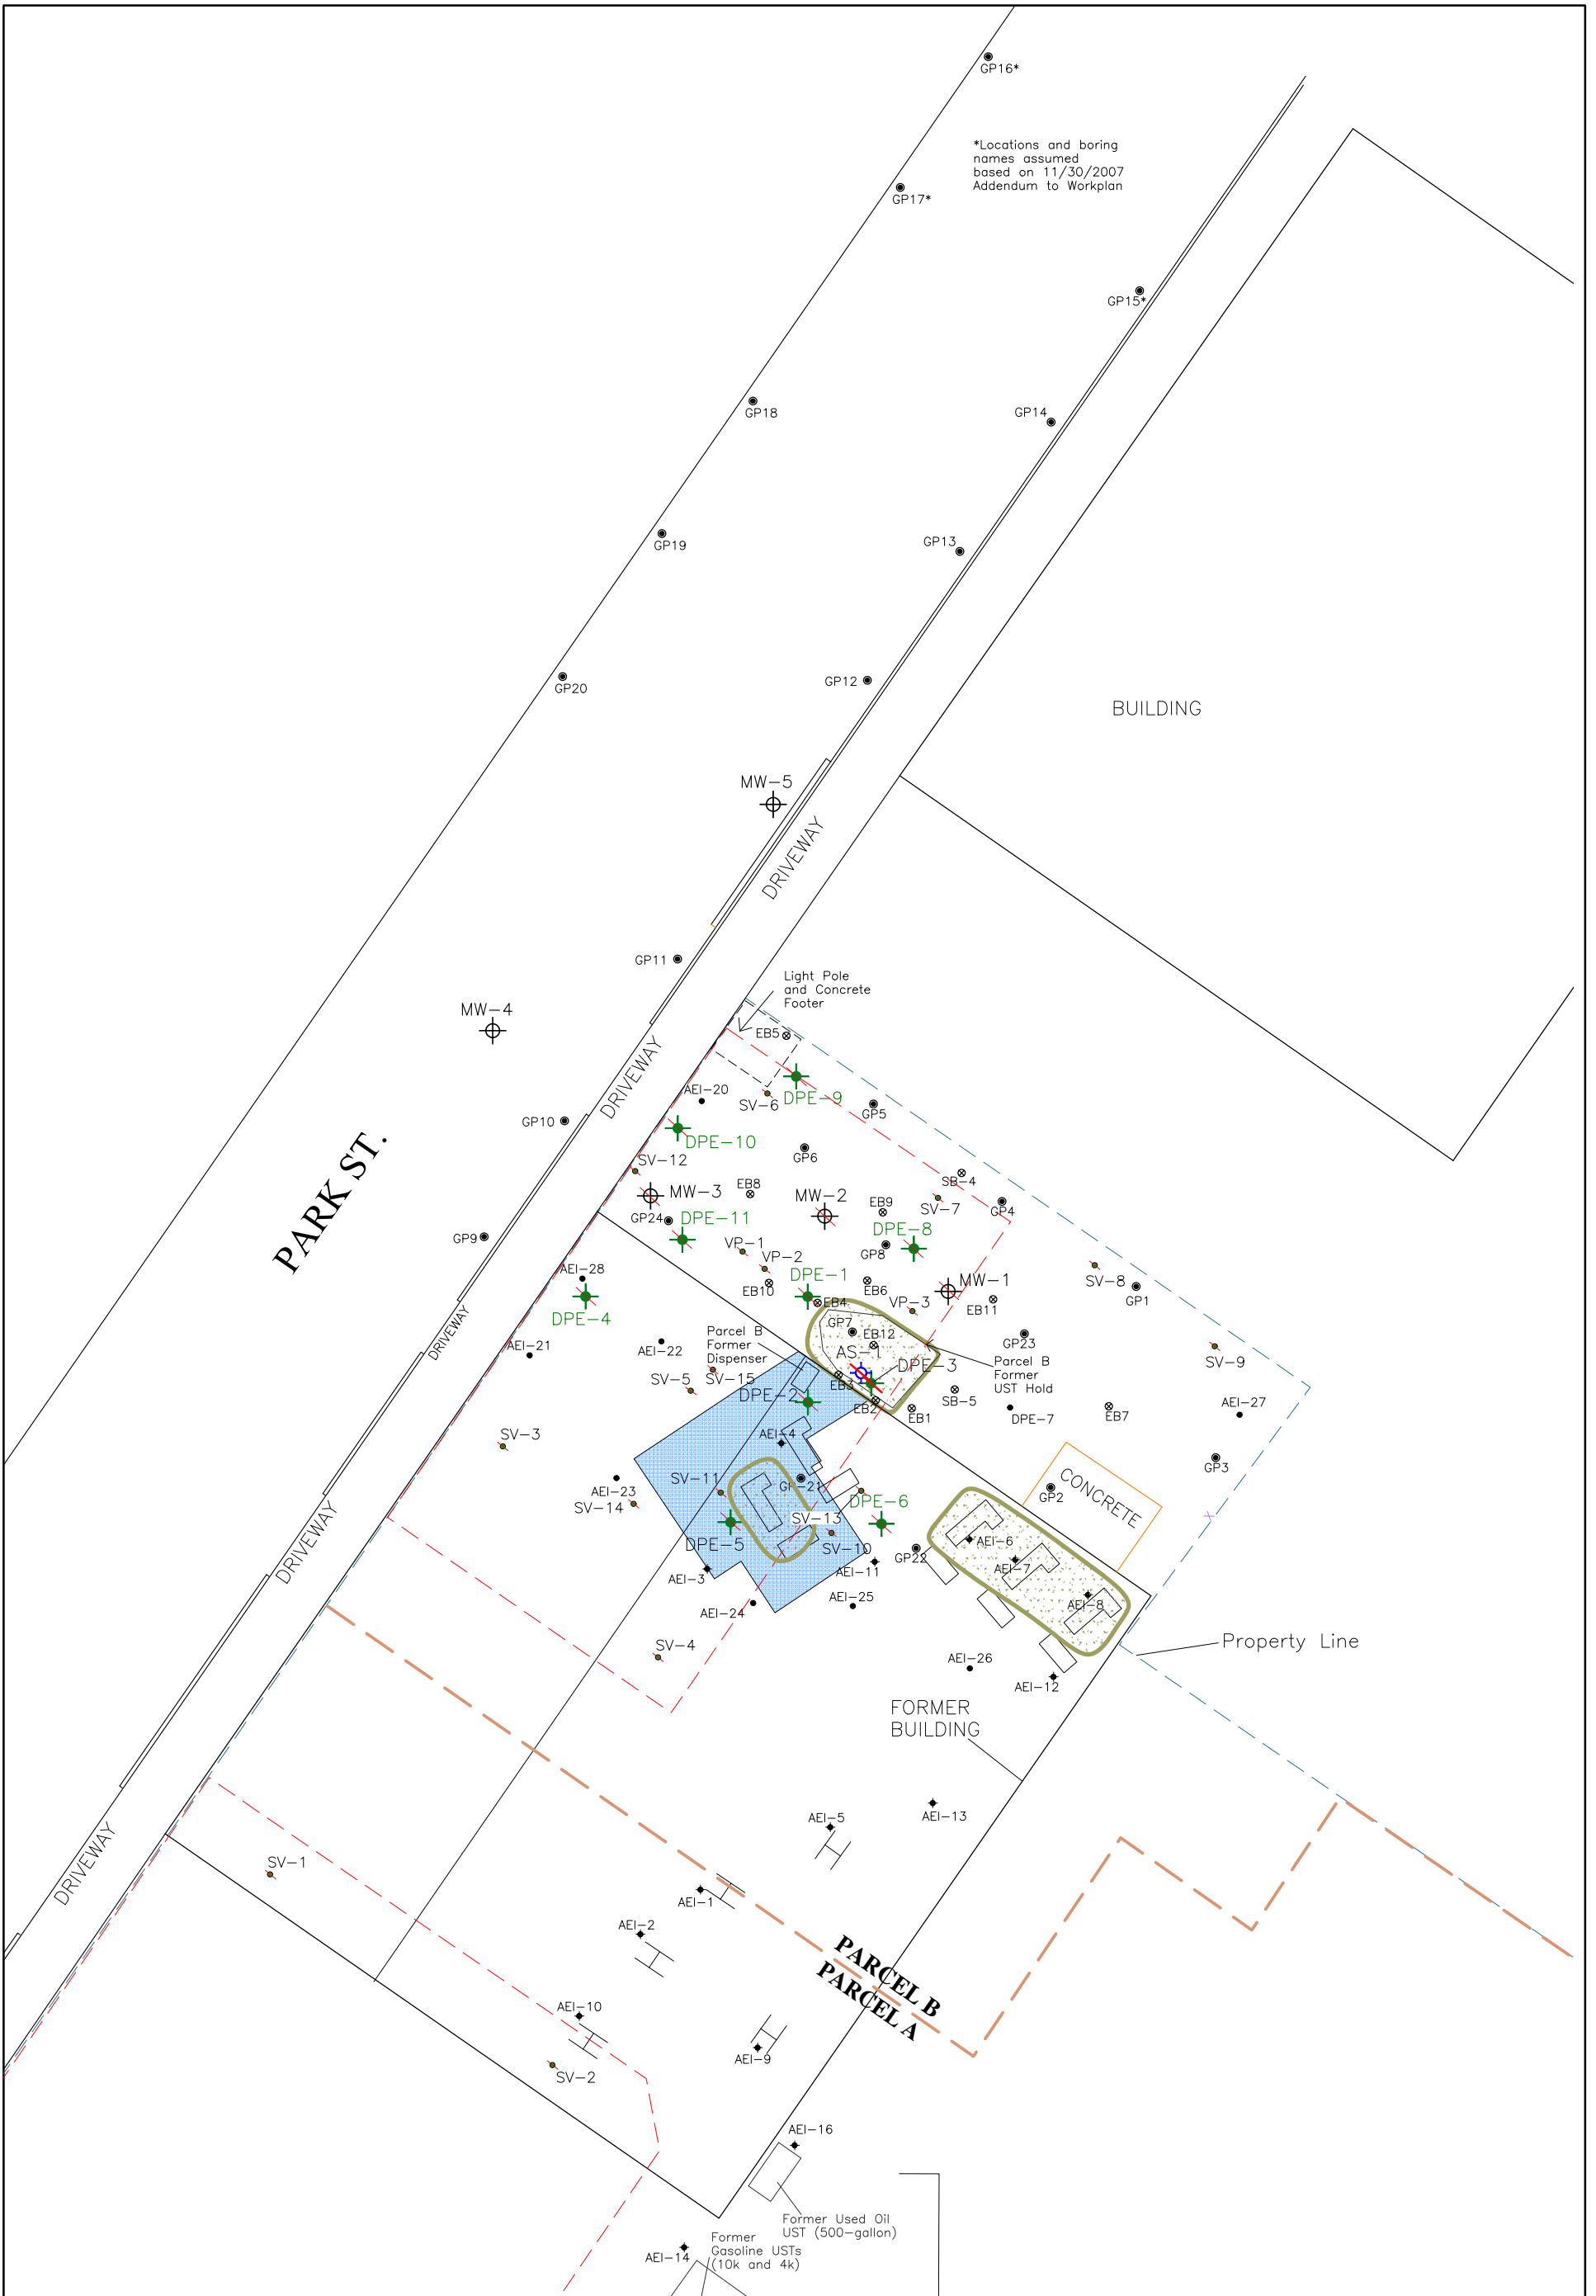 GP16*
*Locations and boring
names assumed
based on 11/30/2007
Addendum to Workplan
GP17*
GP15*
GP18
GP14
GP19
GP13
GP20
GP12
BUILDING
MW-5
DRIVEWAY
GP11
Light Pole
and Concrete
Footer
MW-4
EB5
DRIVEWAY
AEI-20
SV-6
DPE-9
GP5
GP10
DPE-10
GP6
PARK ST.
SV-12
SB-4
MW-3
EB8
MW-2
EB9
SV-7
GP4
GP24
DPE-11
DPE-8
GP9
VP-1
GP8
VP-2
SV-8
AEI-28
EB10
DPE-1
EB6
MW-1
GP1
DPE-4
EB4
VP-3
EB11
DRIVEWAY
Parcel B
Former
Dispenser
GP7
EB12
GP23
AEI-21
AEI-22
AS-1
DPE-3
Parcel B
Former
UST Hold
SV-9
SV-15
SV-5
EB3
SB-5
DPE-2
EB2
EB1
DPE-7
EB7
AEI-27
SV-3
AEI-4
GP3
AEI-23
SV-11
GP-21
GP2
CONCRETE
SV-14
DPE-6
SV-13
DRIVEWAY
DPE-5
SV-10
AEI-6
GP22
AEI-7
AEI-3
AEI-11
AEI-24
AEI-25
AEI-8
SV-4
Property Line
AEI-26
AEI-12
FORMER
BUILDING
AEI-5
AEI-13
DRIVEWAY
SV-1
AEI-1
AEI-2
PARCEL B
PARCEL A
AEI-10
AEI-9
SV-2
AEI-16
Former Used Oil
UST (500-gallon)
AEI-14
Former
Gasoline USTs
(10k and 4k)